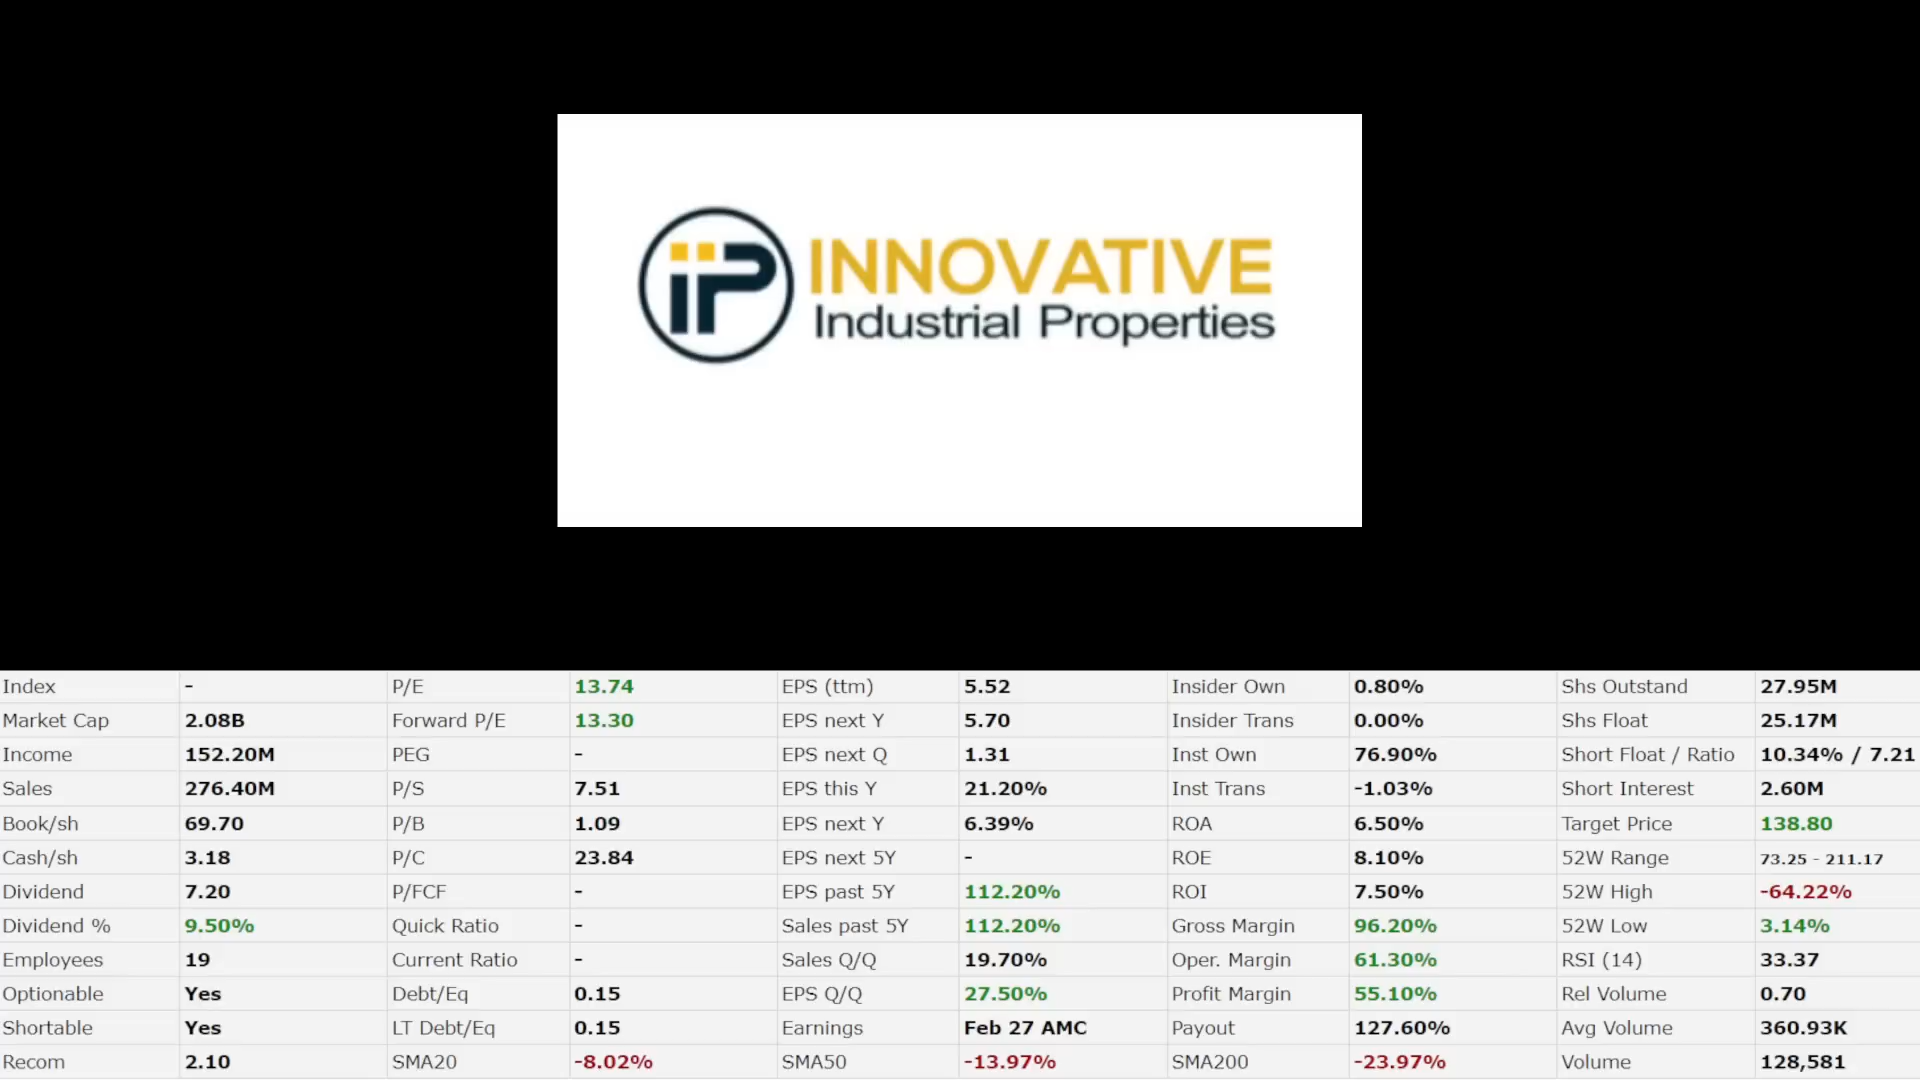 iP INNOVATIVE
Industrial Properties
Index - P/E 13.74 EPS (ttm) 5.52 Insider Own 0.80% Shs Outstand 27.95M
Market Cap 2.08B Forward P/E 13.30 EPS next Y 5.70 Insider Trans 0.00% Shs Float 25.17M
Income 152.20M PEG - EPS next Q 1.31 Inst Own 76.90% Short Float / Ratio 10.34% / 7.21
Sales 276.40M P/S 7.51 EPS this Y 21.20% Inst Trans -1.03% Short Interest 2.60M
Book/sh 69.70 P/B 1.09 EPS next Y 6.39% ROA 6.50% Target Price 138.80
Cash/sh 3.18 P/C 23.84 EPS next 5Y - ROE 8.10% 52W Range 73.25 - 211.17
Dividend 7.20 P/FCF - EPS past 5Y 112.20% ROI 7.50% 52W High -64.22%
Dividend % 9.50% Quick Ratio - Sales past 5Y 112.20% Gross Margin 96.20% 52W Low 3.14%
Employees 19 Current Ratio - Sales Q/Q 19.70% Oper. Margin 61.30% RSI (14) 33.37
Optionable Yes Debt/Eq 0.15 EPS Q/Q 27.50% Profit Margin 55.10% Rel Volume 0.70
Shortable Yes LT Debt/Eq 0.15 Earnings Feb 27 AMC Payout 127.60% Avg Volume 360.93K
Recom 2.10 SMA20 -8.02% SMA50 -13.97% SMA200 -23.97% Volume 128,581